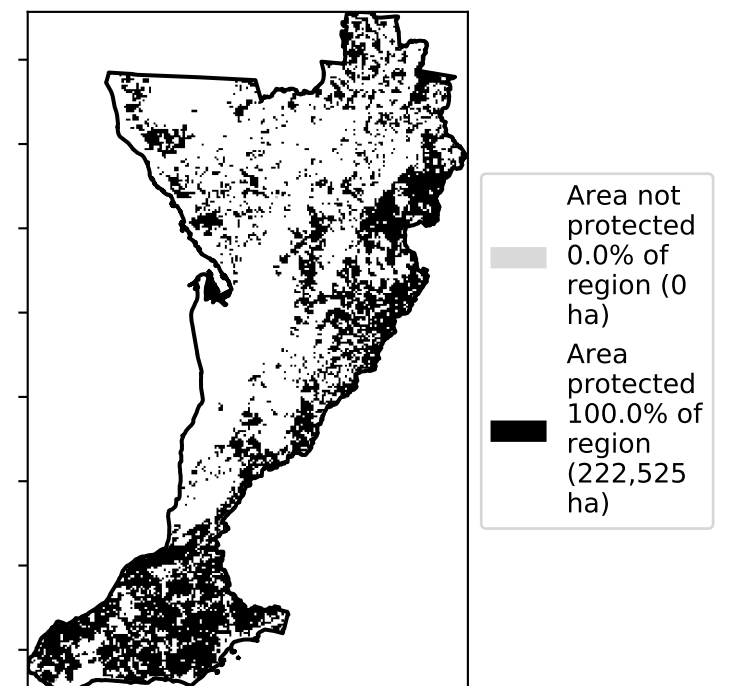 Area not
protected
0.0% of
region (0
ha)
Area
protected
100.0% of
region
(222,525
ha)